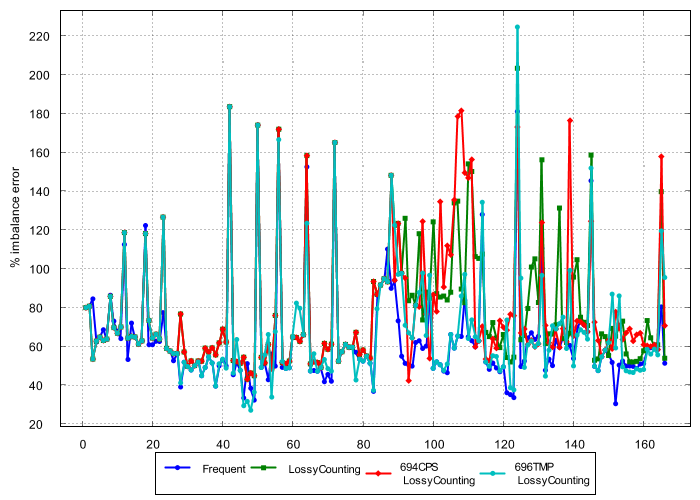 220
200
180
160
140
120
100
80
60
40
20
% imbalance error
0 20 40 60 80 100 120 140 160
Frequent LossyCounting 694CPS 696TMP
LossyCounting LossyCounting